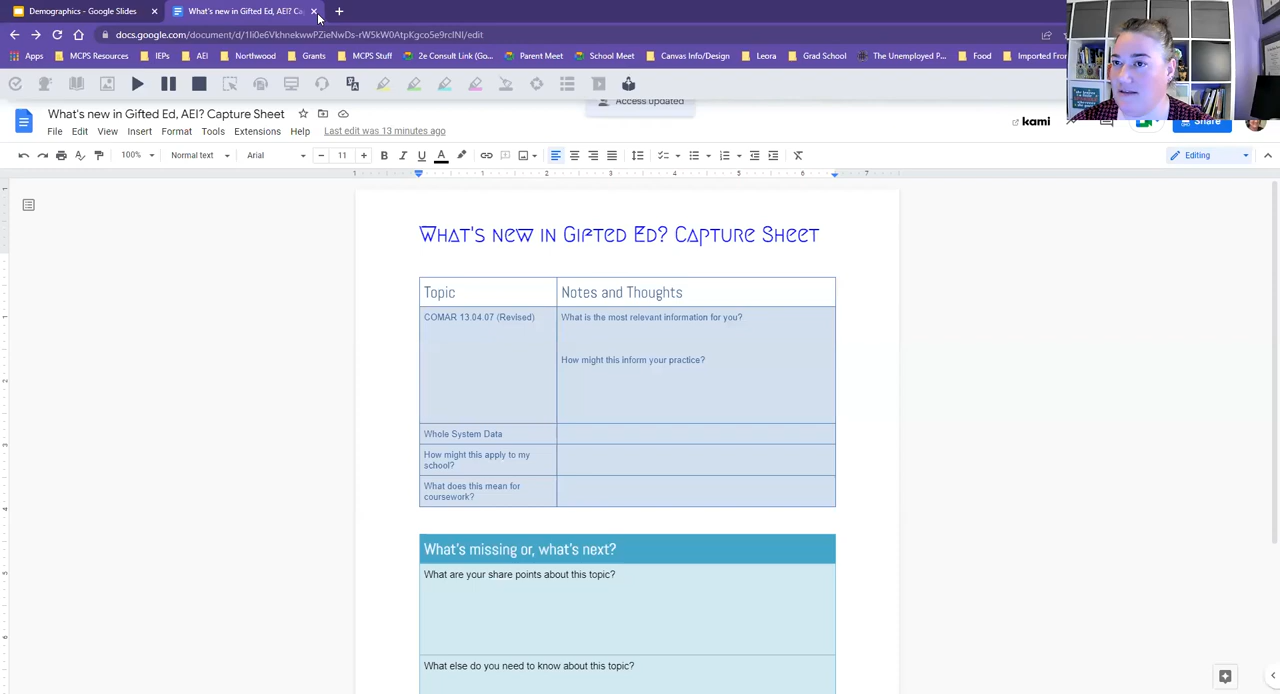 Demographics - Google Slides
What's new in Gifted Ed, AEI? Ca
docs.google.com/document/d/1li0e6VkhnekwwPZieNwDs-rWSkW0AtpKgco5e9rclNI/edit
Apps
MCPS Resources
IEPs
AEI
Northwood
Grants
MCPS Stuff
2e Consult Link (Go...
Parent Meet
School Meet
Canvas Info/Design
Leora
Grad School
The Unemployed P...
Food
Imported Fro
What's new in Gifted Ed, AEI? Capture Sheet
Access updated
kami
Share
File Edit View Insert Format Tools Extensions Help Last edit was 13 minutes ago
100% Normal text Arial 11 Editing
What's new in Gifted Ed? Capture Sheet
Topic
Notes and Thoughts
COMAR 13.04.07 (Revised)
What is the most relevant information for you?
How might this inform your practice?
Whole System Data
How might this apply to my
school?
What does this mean for
coursework?
What's missing or, what's next?
What are your share points about this topic?
What else do you need to know about this topic?